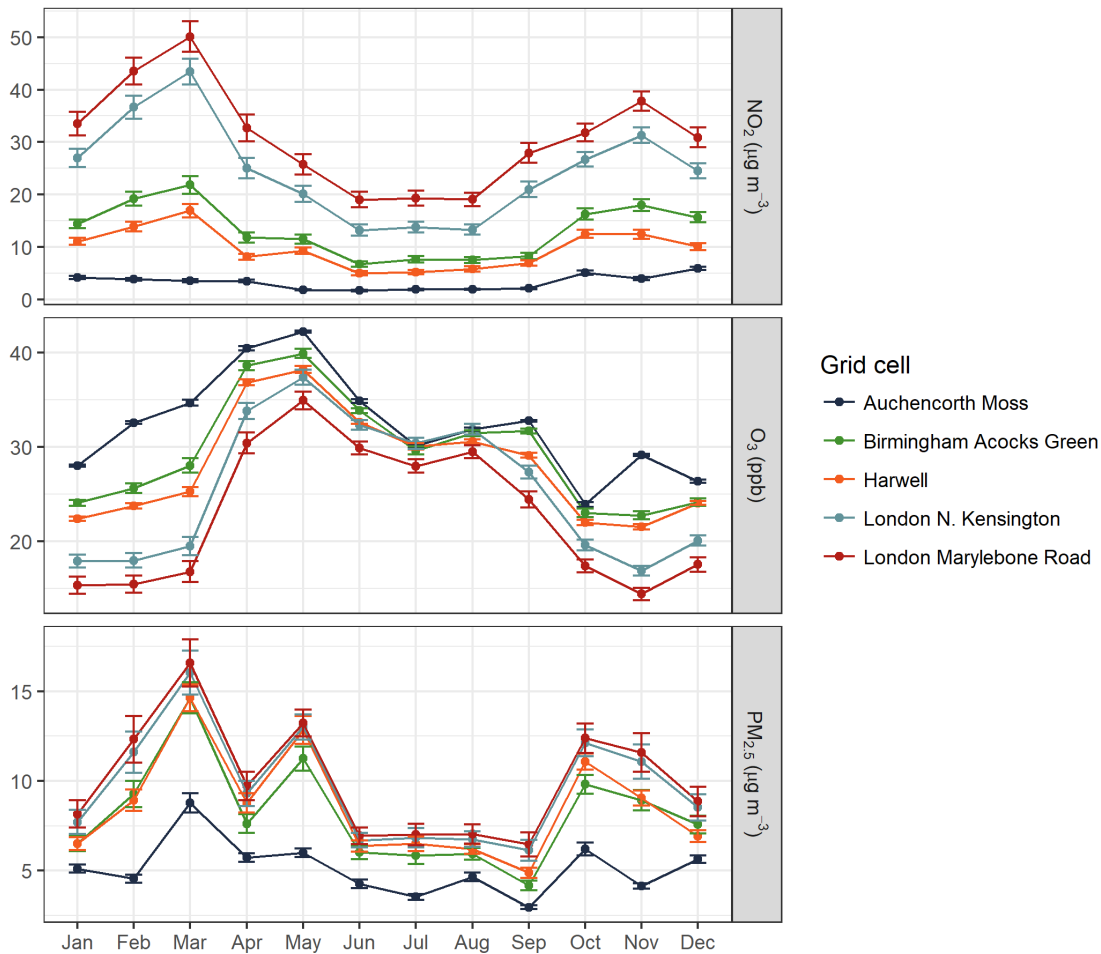 50
40
30
20
10
0
NO₂ (µg m⁻³)
40
30
20
O₃ (ppb)
15
10
5
PM₂.₅ (µg m⁻³)
Jan Feb Mar Apr May Jun Jul Aug Sep Oct Nov Dec
Grid cell
Auchencorth Moss
Birmingham Acocks Green
Harwell
London N. Kensington
London Marylebone Road